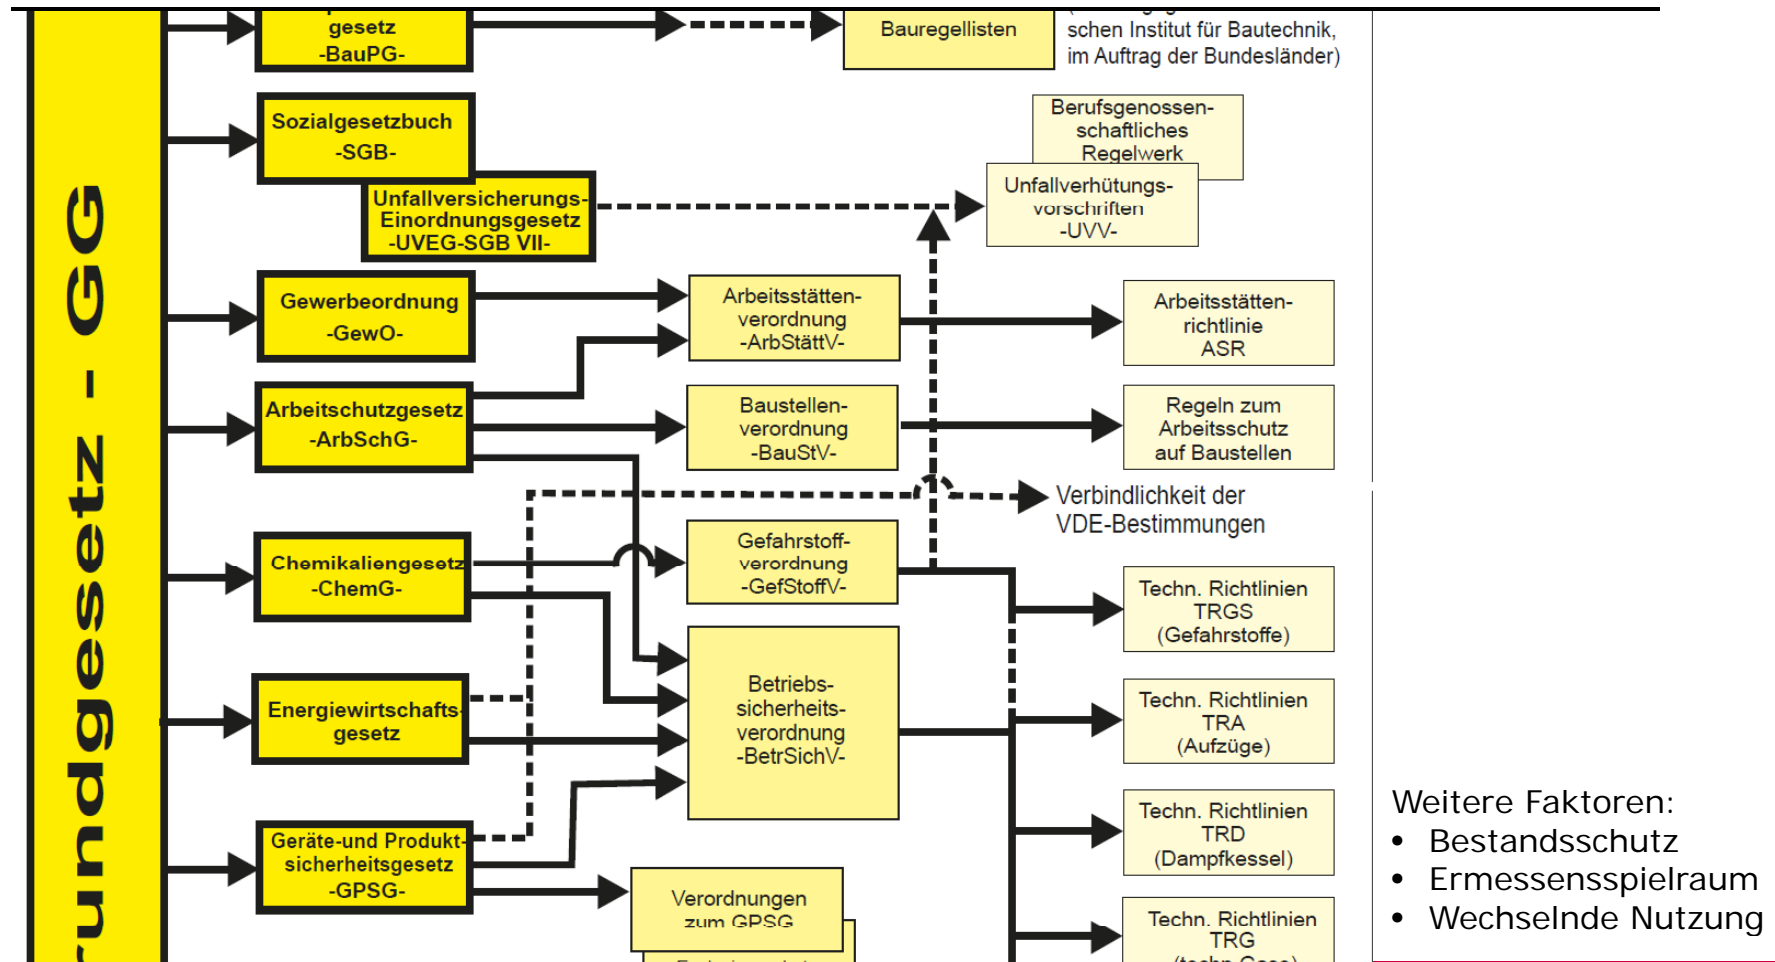 rundgesetz - GG
gesetz
-BauPG-
Bauregellisten
schen Institut für Bautechnik,
im Auftrag der Bundesländer)
Sozialgesetzbuch
-SGB-
Unfallversicherungs-
Einordnungsgesetz
-UVEG-SGB VII-
Berufsgenossen-
schaftliches
Regelwerk
Unfallverhütungs-
vorschriften
-UVV-
Gewerbeordnung
-GewO-
Arbeitsstätten-
verordnung
-ArbStättV-
Arbeitsstätten-
richtlinie
ASR
Arbeitschutzgesetz
-ArbSchG-
Baustellen-
verordnung
-BauStV-
Regeln zum
Arbeitsschutz
auf Baustellen
Verbindlichkeit der
VDE-Bestimmungen
Chemikaliengesetz
-ChemG-
Gefahrstoff-
verordnung
-GefStoffV-
Techn. Richtlinien
TRGS
(Gefahrstoffe)
Energiewirtschafts-
gesetz
Betriebs-
sicherheits-
verordnung
-BetrSichV-
Techn. Richtlinien
TRA
(Aufzüge)
Techn. Richtlinien
TRD
(Dampfkessel)
Geräte-und Produkt-
sicherheitsgesetz
-GPSG-
Verordnungen
zum GPSG
Techn. Richtlinien
TRG
(techn.Gase)
Weitere Faktoren:
• Bestandsschutz
• Ermessensspielraum
• Wechselnde Nutzung